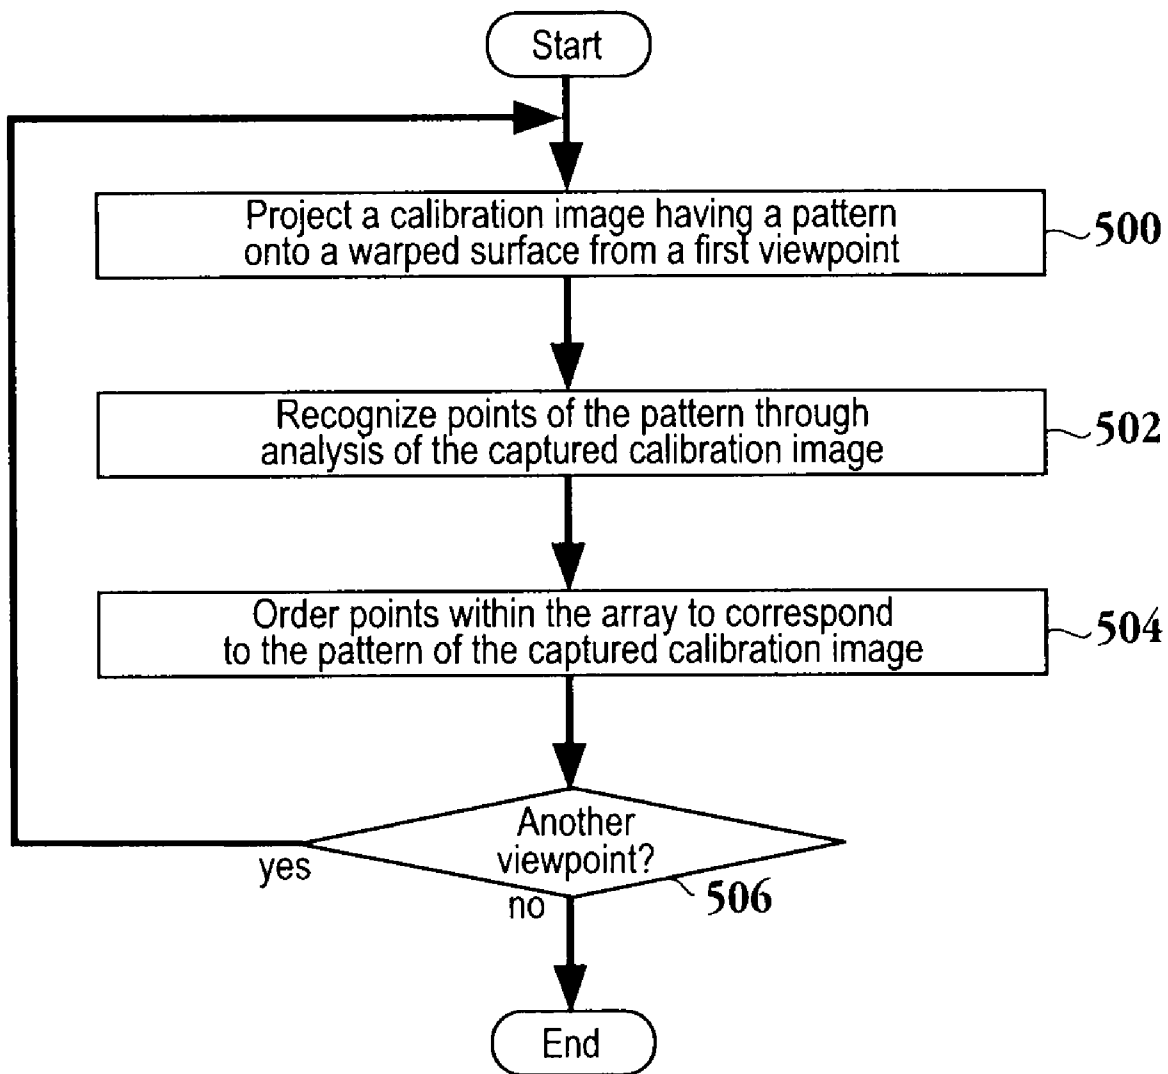 Start
Project a calibration image having a pattern
onto a warped surface from a first viewpoint
500
Recognize points of the pattern through
analysis of the captured calibration image
502
Order points within the array to correspond
to the pattern of the captured calibration image
504
Another
viewpoint?
yes
506
no
End